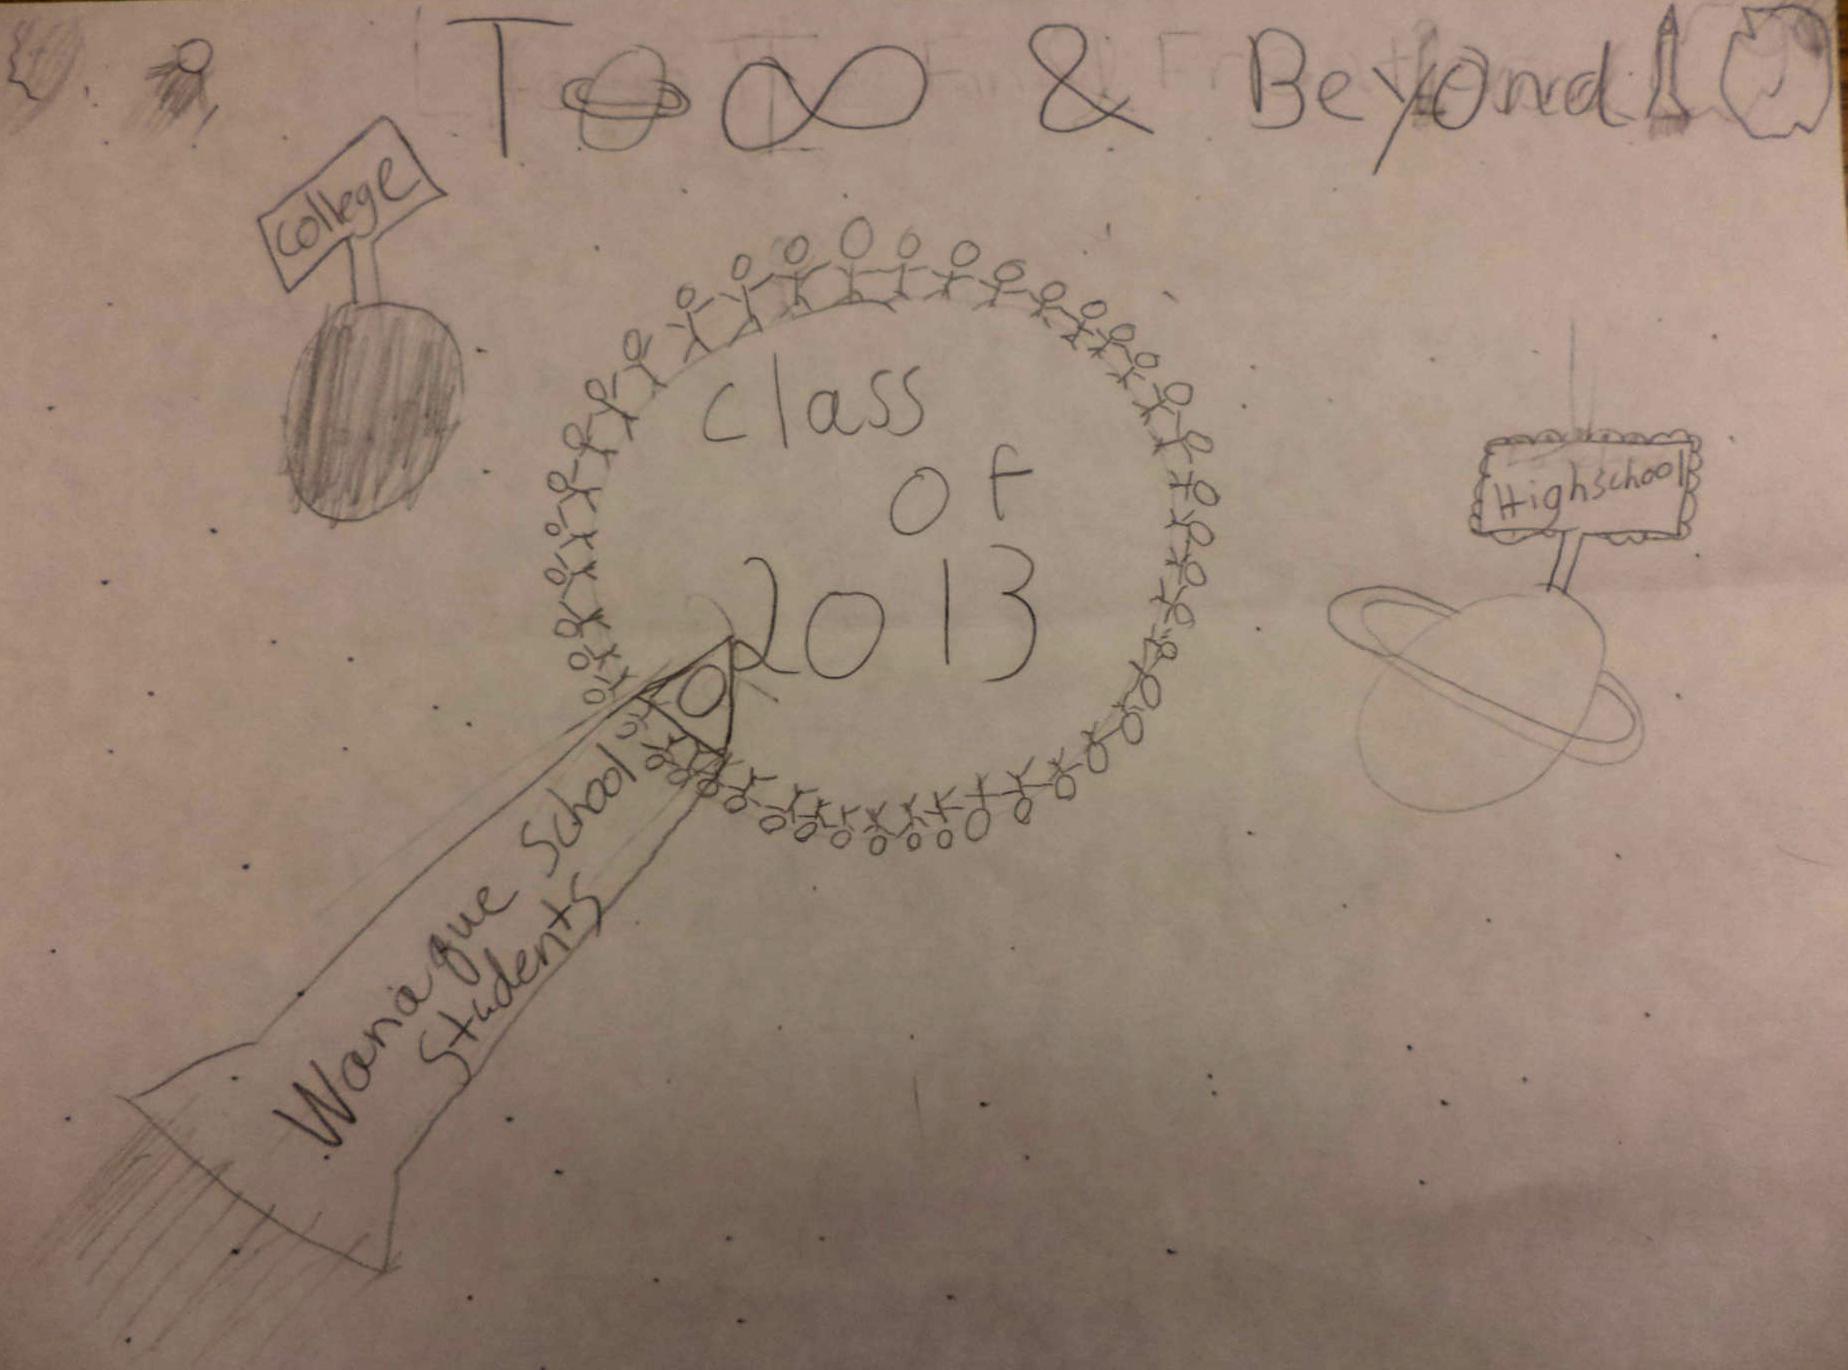 To ∞ & Beyond!
College
class
of
2013
Highschool
Wanaque School
Students